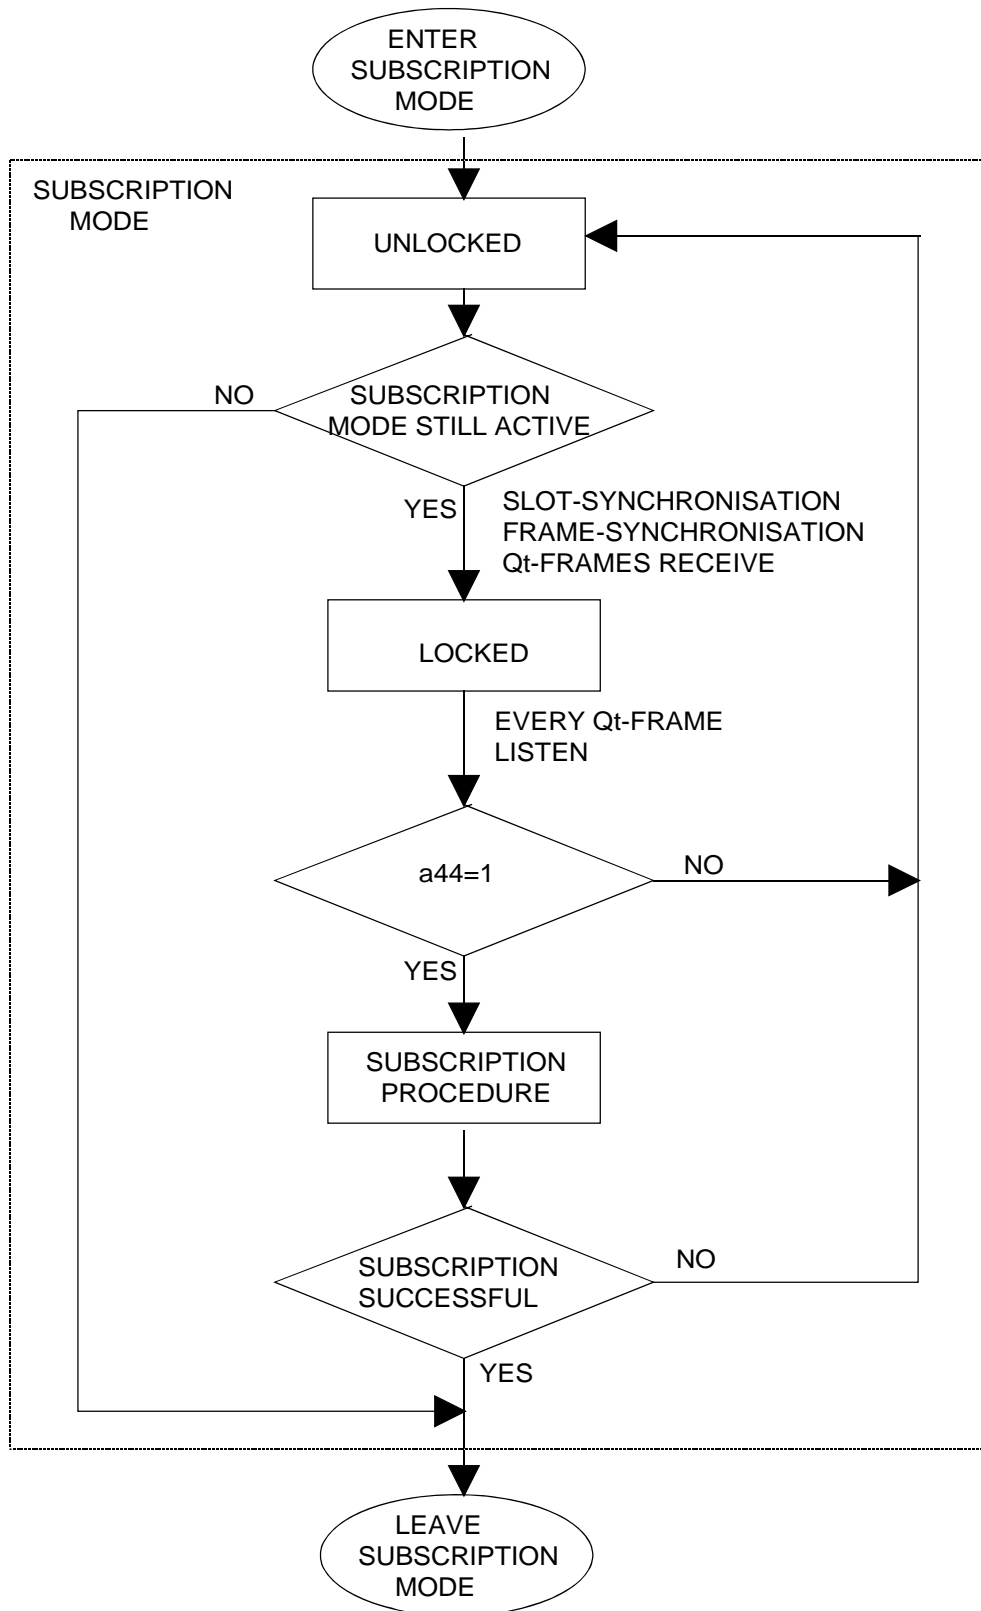 ENTER
SUBSCRIPTION
MODE
SUBSCRIPTION
MODE
UNLOCKED
NO
SUBSCRIPTION
MODE STILL ACTIVE
YES
SLOT-SYNCHRONISATION
FRAME-SYNCHRONISATION
Qt-FRAMES RECEIVE
LOCKED
EVERY Qt-FRAME
LISTEN
a44=1
NO
YES
SUBSCRIPTION
PROCEDURE
SUBSCRIPTION
SUCCESSFUL
NO
YES
LEAVE
SUBSCRIPTION
MODE